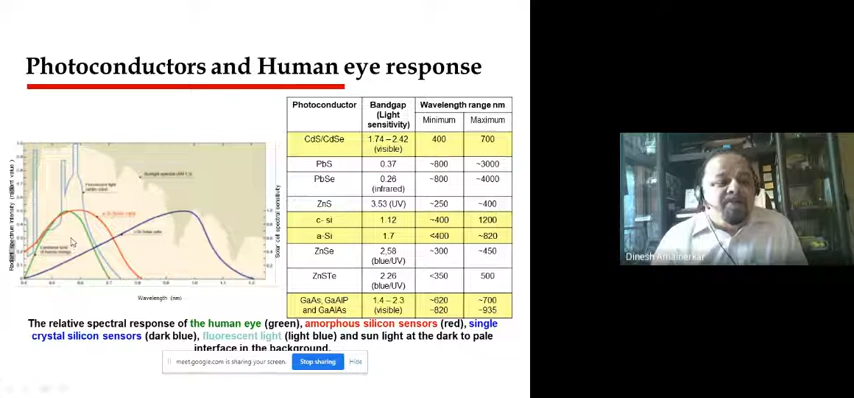 Photoconductors and Human eye response
Photoconductor Bandgap (Light sensitivity) Wavelength range nm
Minimum Maximum
CdS/CdSe 1.74 – 2.42 (visible) 400 700
PbS 0.37 ~800 ~3000
PbSe 0.26 (infrared) ~800 ~4000
ZnS 3.53 (UV) ~250 ~400
c- si 1.12 ~400 1200
a-Si 1.7 <400 ~820
ZnSe 2,58 (blue/UV) ~300 ~450
ZnSTe 2.26 (blue/UV) <350 500
GaAs, GaAlP and GaAlAs 1.4 – 2.3 (visible) ~620 ~820 ~700 ~935
Solar cell spectral sensitivity
Wavelength (nm)
The relative spectral response of the human eye (green), amorphous silicon sensors (red), single
crystal silicon sensors (dark blue), fluorescent light (light blue) and sun light at the dark to pale
interface in the background.
meet.google.com is sharing your screen. Stop sharing Hide
Dinesh Amalnerkar